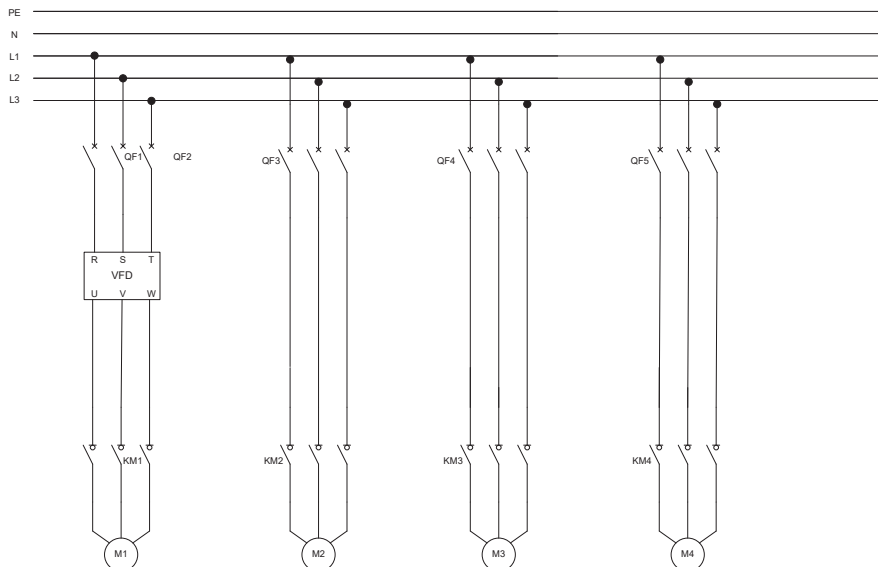 PE
N
L1
L2
L3
QF1 QF2 QF3 QF4 QF5
R S T
VFD
U V W
KM1 KM2 KM3 KM4
M1 M2 M3 M4